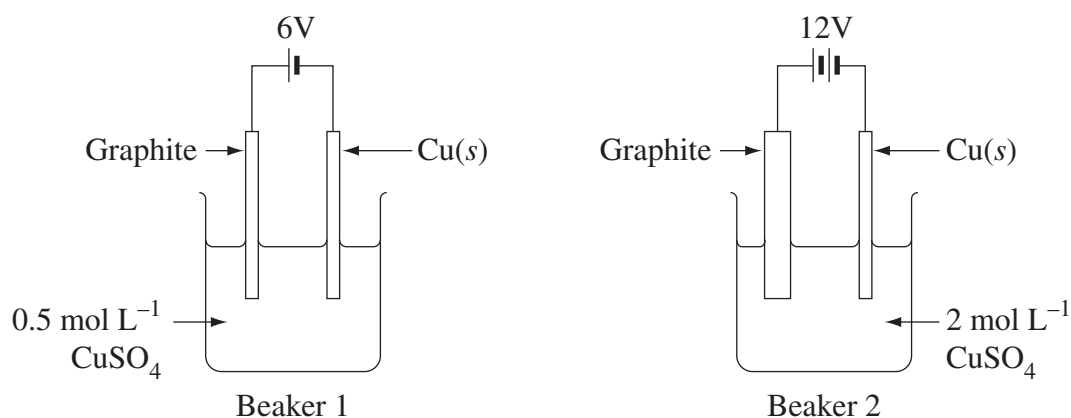 6V
Graphite
Cu(s)
0.5 mol L⁻¹
CuSO₄
Beaker 1
12V
Graphite
Cu(s)
2 mol L⁻¹
CuSO₄
Beaker 2